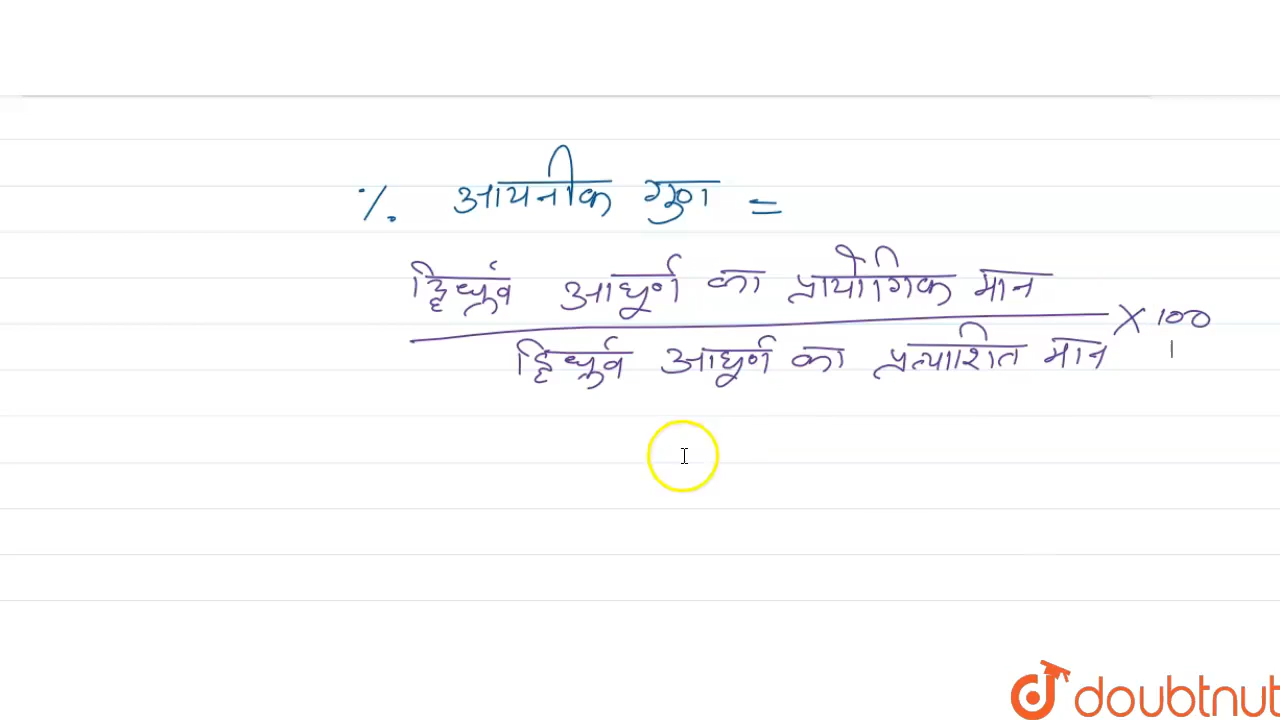 % आयनीक गुण =
द्विध्रुव आघूर्ण का प्रायोगिक मान
× 100
द्विध्रुव आघूर्ण का प्रत्याशित मान
doubtnut